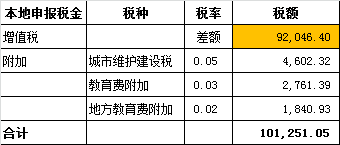 本地申报税金 税种 税率 税额
增值税 差额 92,046.40
附加 城市维护建设税 0.05 4,602.32
教育费附加 0.03 2,761.39
地方教育费附加 0.02 1,840.93
合计 101,251.05